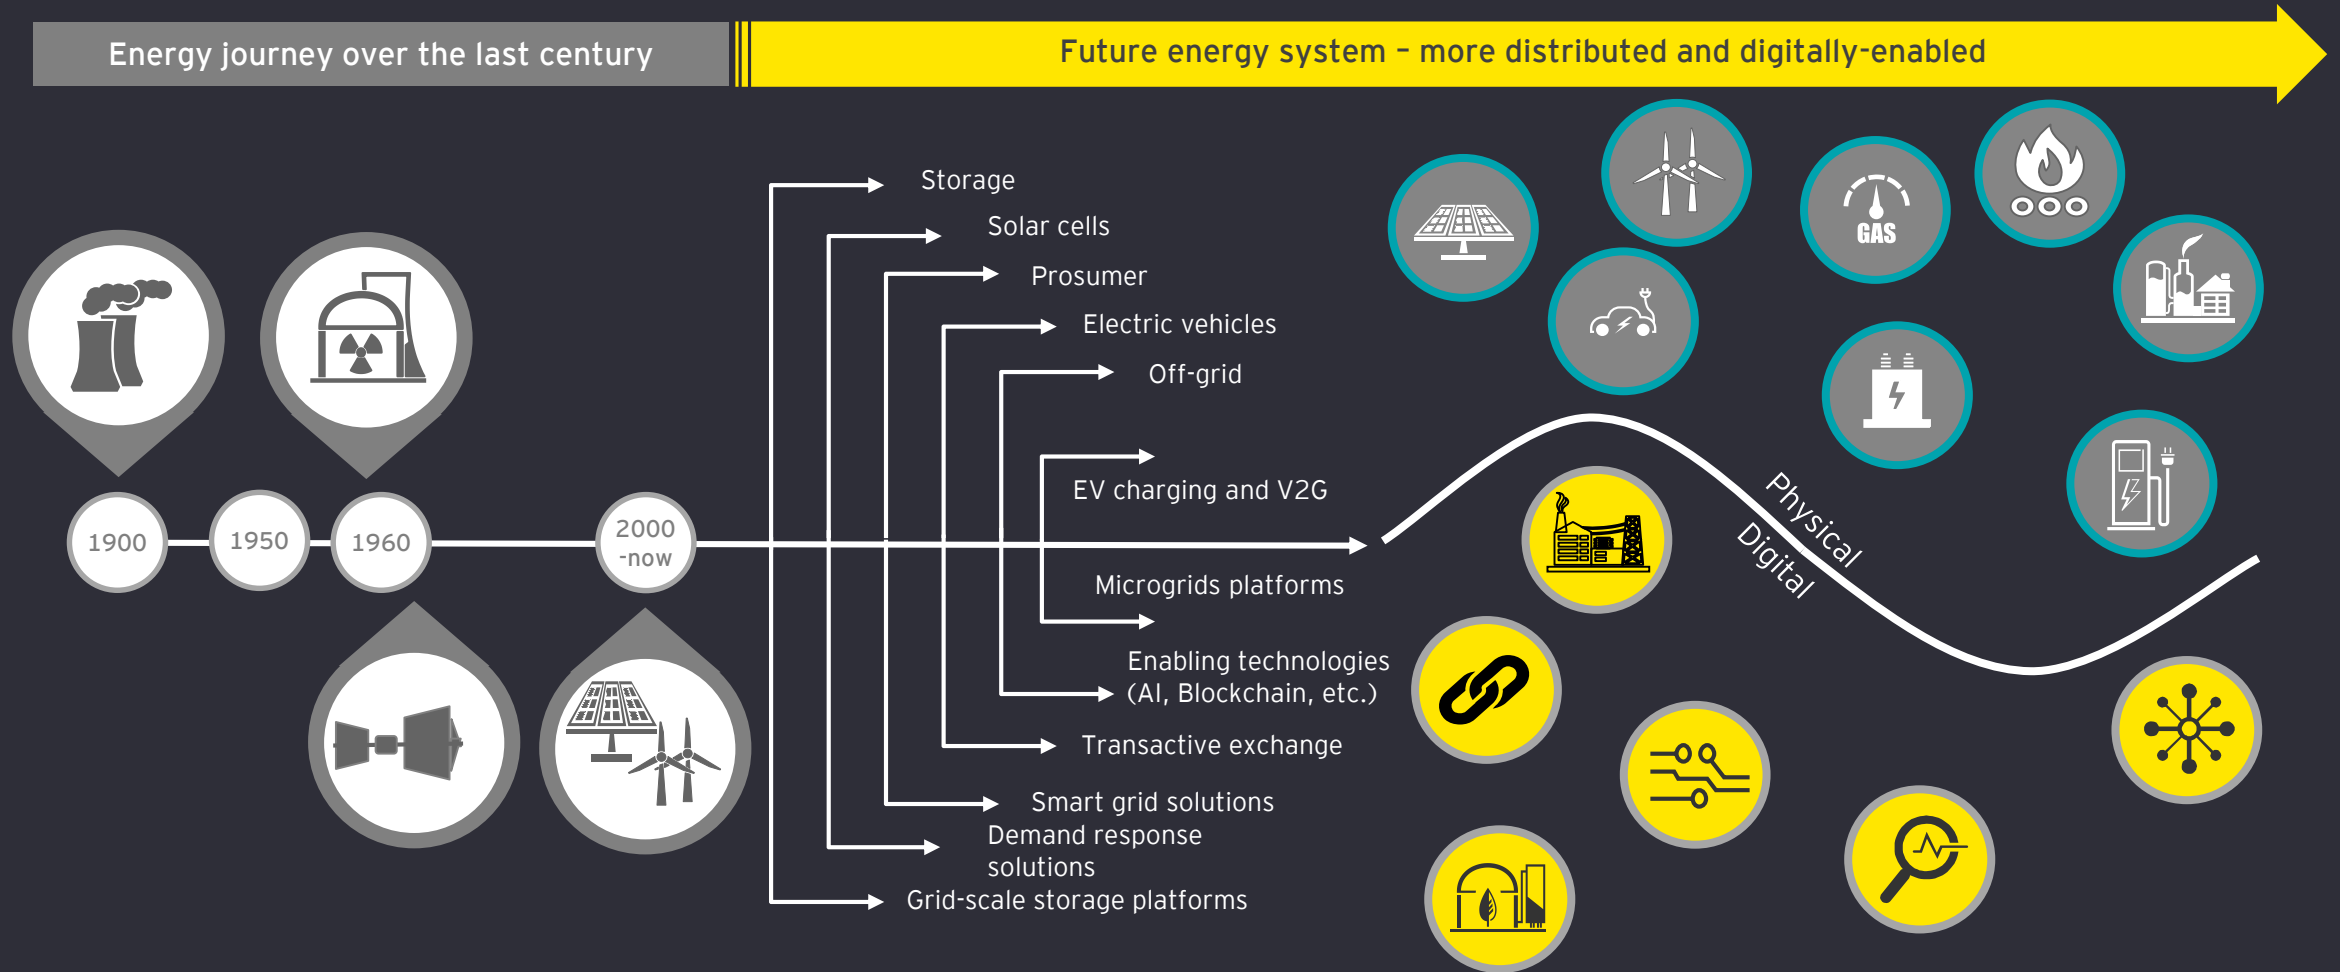 Energy journey over the last century
Future energy system – more distributed and digitally-enabled
Storage
Solar cells
Prosumer
Electric vehicles
Off-grid
EV charging and V2G
1900
1950
1960
2000
-now
Microgrids platforms
Enabling technologies
(AI, Blockchain, etc.)
Transactive exchange
Smart grid solutions
Demand response
solutions
Grid-scale storage platforms
GAS
Physical
Digital